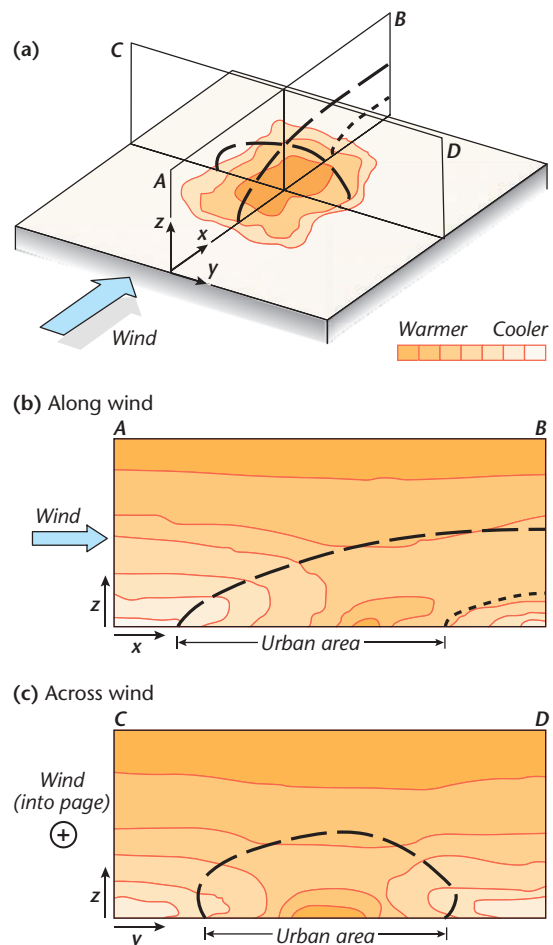 (a)
B
C
A
D
z
x
y
Wind
Warmer Cooler
(b) Along wind
A B
Wind
z
x
Urban area
(c) Across wind
C D
Wind
(into page)
+
z
y
Urban area